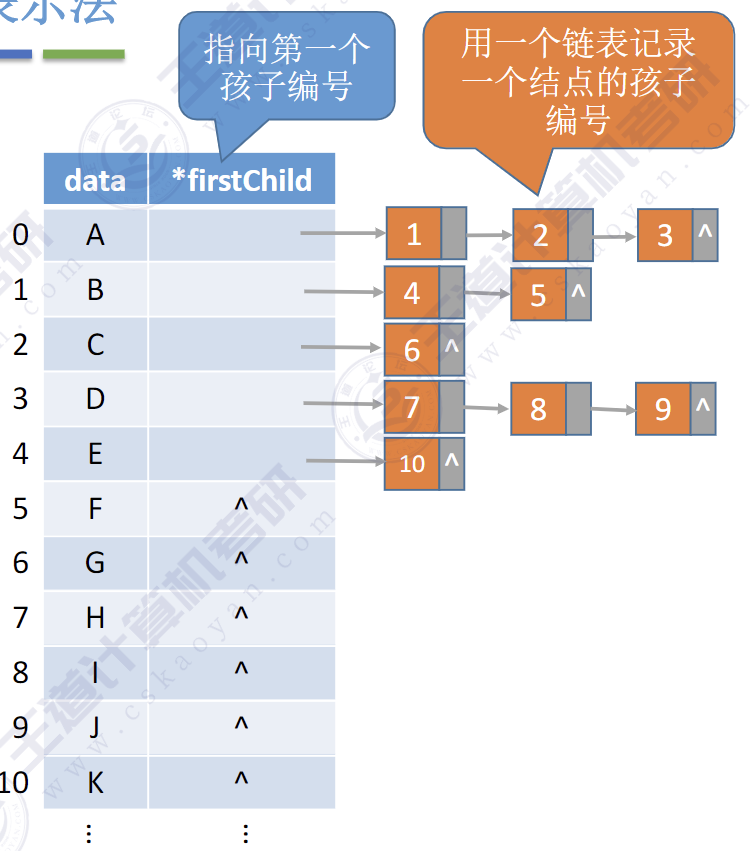 表示法
指向第一个
孩子编号
用一个链表记录
一个结点的孩子
编号
data *firstChild
0 A 1 2 3 ^
1 B 4 5 ^
2 C 6 ^
3 D 7 8 9 ^
4 E 10 ^
5 F ^
6 G ^
7 H ^
8 I ^
9 J ^
10 K ^
⋮ ⋮
王道计算机考研
www.cskaoyan.com